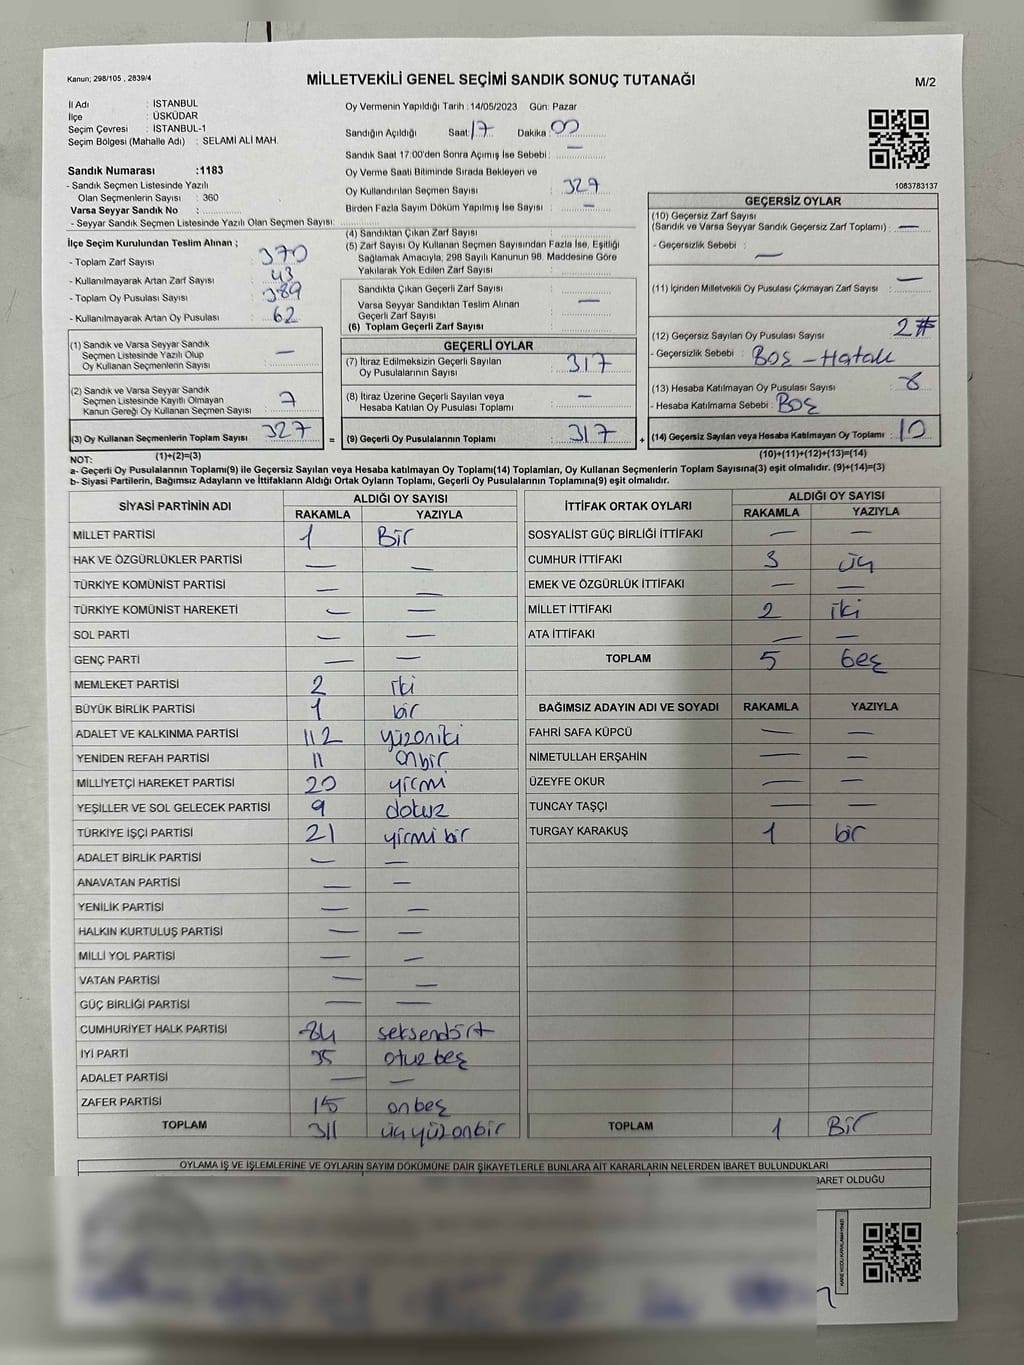 Kanun; 298/105 , 2839/4
MİLLETVEKİLİ GENEL SEÇİMİ SANDIK SONUÇ TUTANAĞI
M/2
İl Adı : İSTANBUL
İlçe : ÜSKÜDAR
Seçim Çevresi : İSTANBUL-1
Seçim Bölgesi (Mahalle Adı) : SELAMİ ALİ MAH.
Oy Vermenin Yapıldığı Tarih :14/05/2023 Gün: Pazar
Sandığın Açıldığı Saat: 17 Dakika : 00
Sandık Saat 17:00'den Sonra Açımış İse Sebebi : —
Sandık Numarası :1183
- Sandık Seçmen Listesinde Yazılı
Olan Seçmenlerin Sayısı : 360
Varsa Seyyar Sandık No :
- Seyyar Sandık Seçmen Listesinde Yazılı Olan Seçmen Sayısı:
Oy Verme Saati Bitiminde Sırada Bekleyen ve
Oy Kullandırılan Seçmen Sayısı : 327
Birden Fazla Sayım Döküm Yapılmış İse Sayısı : —
1083783137
İlçe Seçim Kurulundan Teslim Alınan ;
- Toplam Zarf Sayısı : 370
- Kullanılmayarak Artan Zarf Sayısı : 43
- Toplam Oy Pusulası Sayısı : 389
- Kullanılmayarak Artan Oy Pusulası : 62
(4) Sandıktan Çıkan Zarf Sayısı :
(5) Zarf Sayısı Oy Kullanan Seçmen Sayısından Fazla İse, Eşitliği
Sağlamak Amacıyla, 298 Sayılı Kanunun 98. Maddesine Göre
Yakılarak Yok Edilen Zarf Sayısı :
Sandıkta Çıkan Geçerli Zarf Sayısı :
Varsa Seyyar Sandıktan Teslim Alınan
Geçerli Zarf Sayısı : —
(6) Toplam Geçerli Zarf Sayısı :
GEÇERSİZ OYLAR
(10) Geçersiz Zarf Sayısı
(Sandık ve Varsa Seyyar Sandık Geçersiz Zarf Toplamı) : —
- Geçersizlik Sebebi : —
(11) İçinden Milletvekili Oy Pusulası Çıkmayan Zarf Sayısı : —
(12) Geçersiz Sayılan Oy Pusulası Sayısı : 2#
- Geçersizlik Sebebi : Boş - Hatalı
(13) Hesaba Katılmayan Oy Pusulası Sayısı : 8
- Hesaba Katılmama Sebebi : Boş
(14) Geçersiz Sayılan veya Hesaba Katılmayan Oy Toplamı : 10
(10)+(11)+(12)+(13)=(14)
(1) Sandık ve Varsa Seyyar Sandık
Seçmen Listesinde Yazılı Olup
Oy Kullanan Seçmenlerin Sayısı : —
(2) Sandık ve Varsa Seyyar Sandık
Seçmen Listesinde Kayıtlı Olmayan
Kanun Gereği Oy Kullanan Seçmen Sayısı : 7
(3) Oy Kullanan Seçmenlerin Toplam Sayısı : 327 =
GEÇERLİ OYLAR
(7) İtiraz Edilmeksizin Geçerli Sayılan
Oy Pusulalarının Sayısı : 317
(8) İtiraz Üzerine Geçerli Sayılan veya
Hesaba Katılan Oy Pusulası Toplamı : —
(9) Geçerli Oy Pusulalarının Toplamı : 317 +
NOT: (1)+(2)=(3)
a- Geçerli Oy Pusulalarının Toplamı(9) ile Geçersiz Sayılan veya Hesaba katılmayan Oy Toplamı(14) Toplamları, Oy Kullanan Seçmenlerin Toplam Sayısına(3) eşit olmalıdır. (9)+(14)=(3)
b- Siyasi Partilerin, Bağımsız Adayların ve İttifakların Aldığı Ortak Oyların Toplamı, Geçerli Oy Pusulalarının Toplamına(9) eşit olmalıdır.
SİYASİ PARTİNİN ADI ALDIĞI OY SAYISI
RAKAMLA YAZIYLA
MİLLET PARTİSİ 1 Bir
HAK VE ÖZGÜRLÜKLER PARTİSİ — —
TÜRKİYE KOMÜNİST PARTİSİ — —
TÜRKİYE KOMÜNİST HAREKETİ — —
SOL PARTİ — —
GENÇ PARTİ — —
MEMLEKET PARTİSİ 2 iki
BÜYÜK BİRLİK PARTİSİ 1 bir
ADALET VE KALKINMA PARTİSİ 112 yüzoniki
YENİDEN REFAH PARTİSİ 11 onbir
MİLLİYETÇİ HAREKET PARTİSİ 20 yirmi
YEŞİLLER VE SOL GELECEK PARTİSİ 9 dokuz
TÜRKİYE İŞÇİ PARTİSİ 21 yirmi bir
ADALET BİRLİK PARTİSİ — —
ANAVATAN PARTİSİ — —
YENİLİK PARTİSİ — —
HALKIN KURTULUŞ PARTİSİ — —
MİLLİ YOL PARTİSİ — —
VATAN PARTİSİ — —
GÜÇ BİRLİĞİ PARTİSİ — —
CUMHURİYET HALK PARTİSİ 84 seksendört
İYİ PARTİ 35 otuz beş
ADALET PARTİSİ — —
ZAFER PARTİSİ 15 onbeş
TOPLAM 311 üçyüzonbir
İTTİFAK ORTAK OYLARI ALDIĞI OY SAYISI
RAKAMLA YAZIYLA
SOSYALİST GÜÇ BİRLİĞİ İTTİFAKI — —
CUMHUR İTTİFAKI 3 üç
EMEK VE ÖZGÜRLÜK İTTİFAKI — —
MİLLET İTTİFAKI 2 iki
ATA İTTİFAKI — —
TOPLAM 5 beş
BAĞIMSIZ ADAYIN ADI VE SOYADI RAKAMLA YAZIYLA
FAHRİ SAFA KÜPCÜ — —
NİMETULLAH ERŞAHİN — —
ÜZEYFE OKUR — —
TUNCAY TAŞÇI — —
TURGAY KARAKUŞ 1 bir
TOPLAM 1 Bir
OYLAMA İŞ VE İŞLEMLERİNE VE OYLARIN SAYIM DÖKÜMÜNE DAİR ŞİKAYETLERLE BUNLARA AİT KARARLARIN NELERDEN İBARET BULUNDUKLARI
BARET OLDUĞU